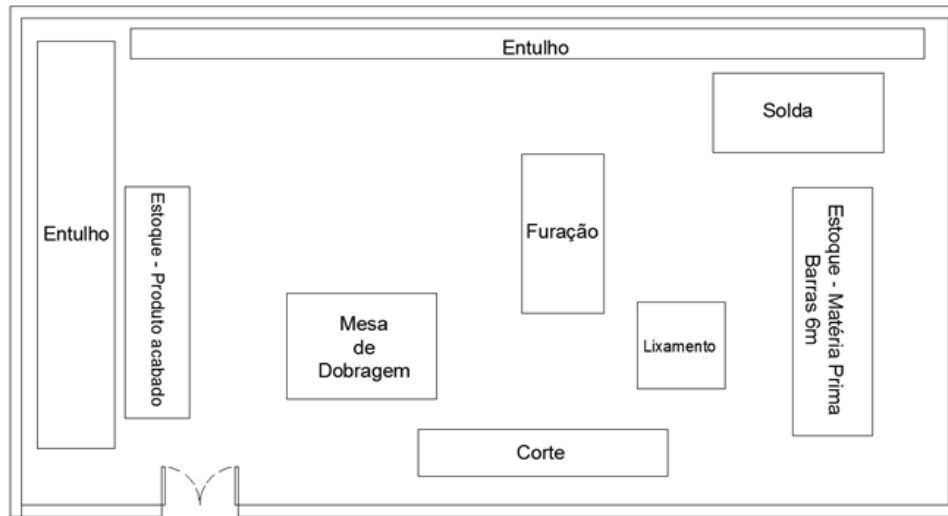 Entulho
Solda
Entulho
Estoque - Produto acabado
Furação
Estoque - Matéria Prima
Barras 6m
Mesa
de
Dobragem
Lixamento
Corte